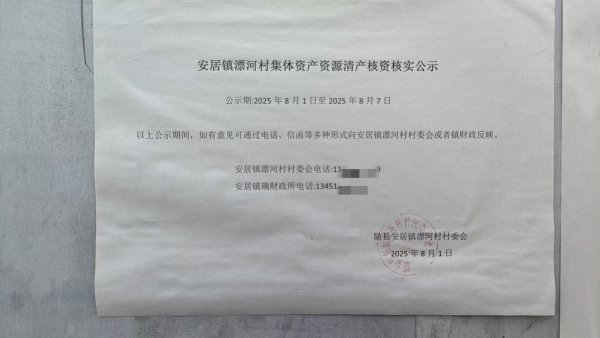 安居镇漂河村集体资产资源清产核资核实公示
公示期:2025 年 8 月 1 日至 2025 年 8 月 7 日
以上公示期间，如有意见可通过电话、信函等多种形式向安居镇漂河村村委会或者镇财政反映。
安居镇漂河村村委会电话:13 9
安居镇确财政所电话:13451
随县安居镇漂河村村委会
2025 年 8 月 1 日